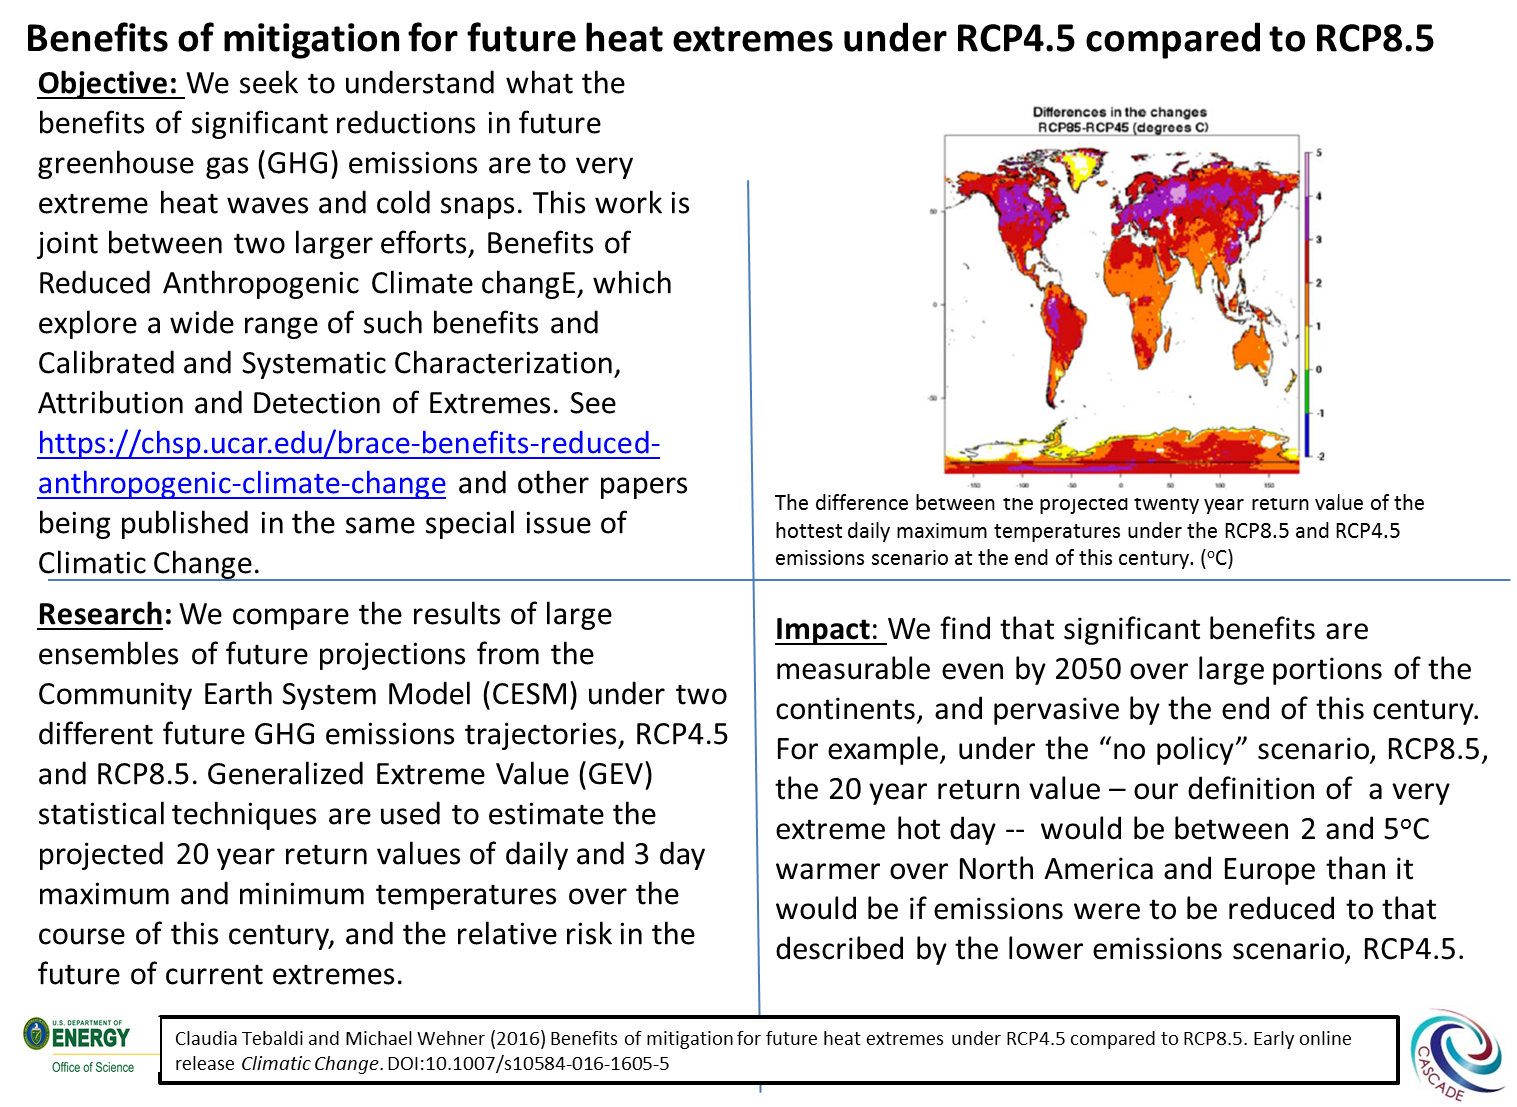 Benefits of mitigation for future heat extremes under RCP4.5 compared to RCP8.5
Objective: We seek to understand what the
benefits of significant reductions in future
greenhouse gas (GHG) emissions are to very
extreme heat waves and cold snaps. This work is
joint between two larger efforts, Benefits of
Reduced Anthropogenic Climate changE, which
explore a wide range of such benefits and
Calibrated and Systematic Characterization,
Attribution and Detection of Extremes. See
https://chsp.ucar.edu/brace-benefits-reduced-
anthropogenic-climate-change and other papers
being published in the same special issue of
Climatic Change.
Differences in the changes
RCP85-RCP45 (degrees C)
50
0
-50
-150 -100 -50 0 50 100 150
5
4
3
2
1
0
-1
-2
The difference between the projected twenty year return value of the
hottest daily maximum temperatures under the RCP8.5 and RCP4.5
emissions scenario at the end of this century. (oC)
Research: We compare the results of large
ensembles of future projections from the
Community Earth System Model (CESM) under two
different future GHG emissions trajectories, RCP4.5
and RCP8.5. Generalized Extreme Value (GEV)
statistical techniques are used to estimate the
projected 20 year return values of daily and 3 day
maximum and minimum temperatures over the
course of this century, and the relative risk in the
future of current extremes.
Impact: We find that significant benefits are
measurable even by 2050 over large portions of the
continents, and pervasive by the end of this century.
For example, under the “no policy” scenario, RCP8.5,
the 20 year return value – our definition of a very
extreme hot day -- would be between 2 and 5oC
warmer over North America and Europe than it
would be if emissions were to be reduced to that
described by the lower emissions scenario, RCP4.5.
U.S. DEPARTMENT OF
ENERGY
Office of Science
Claudia Tebaldi and Michael Wehner (2016) Benefits of mitigation for future heat extremes under RCP4.5 compared to RCP8.5. Early online
release Climatic Change. DOI:10.1007/s10584-016-1605-5
CASCADE